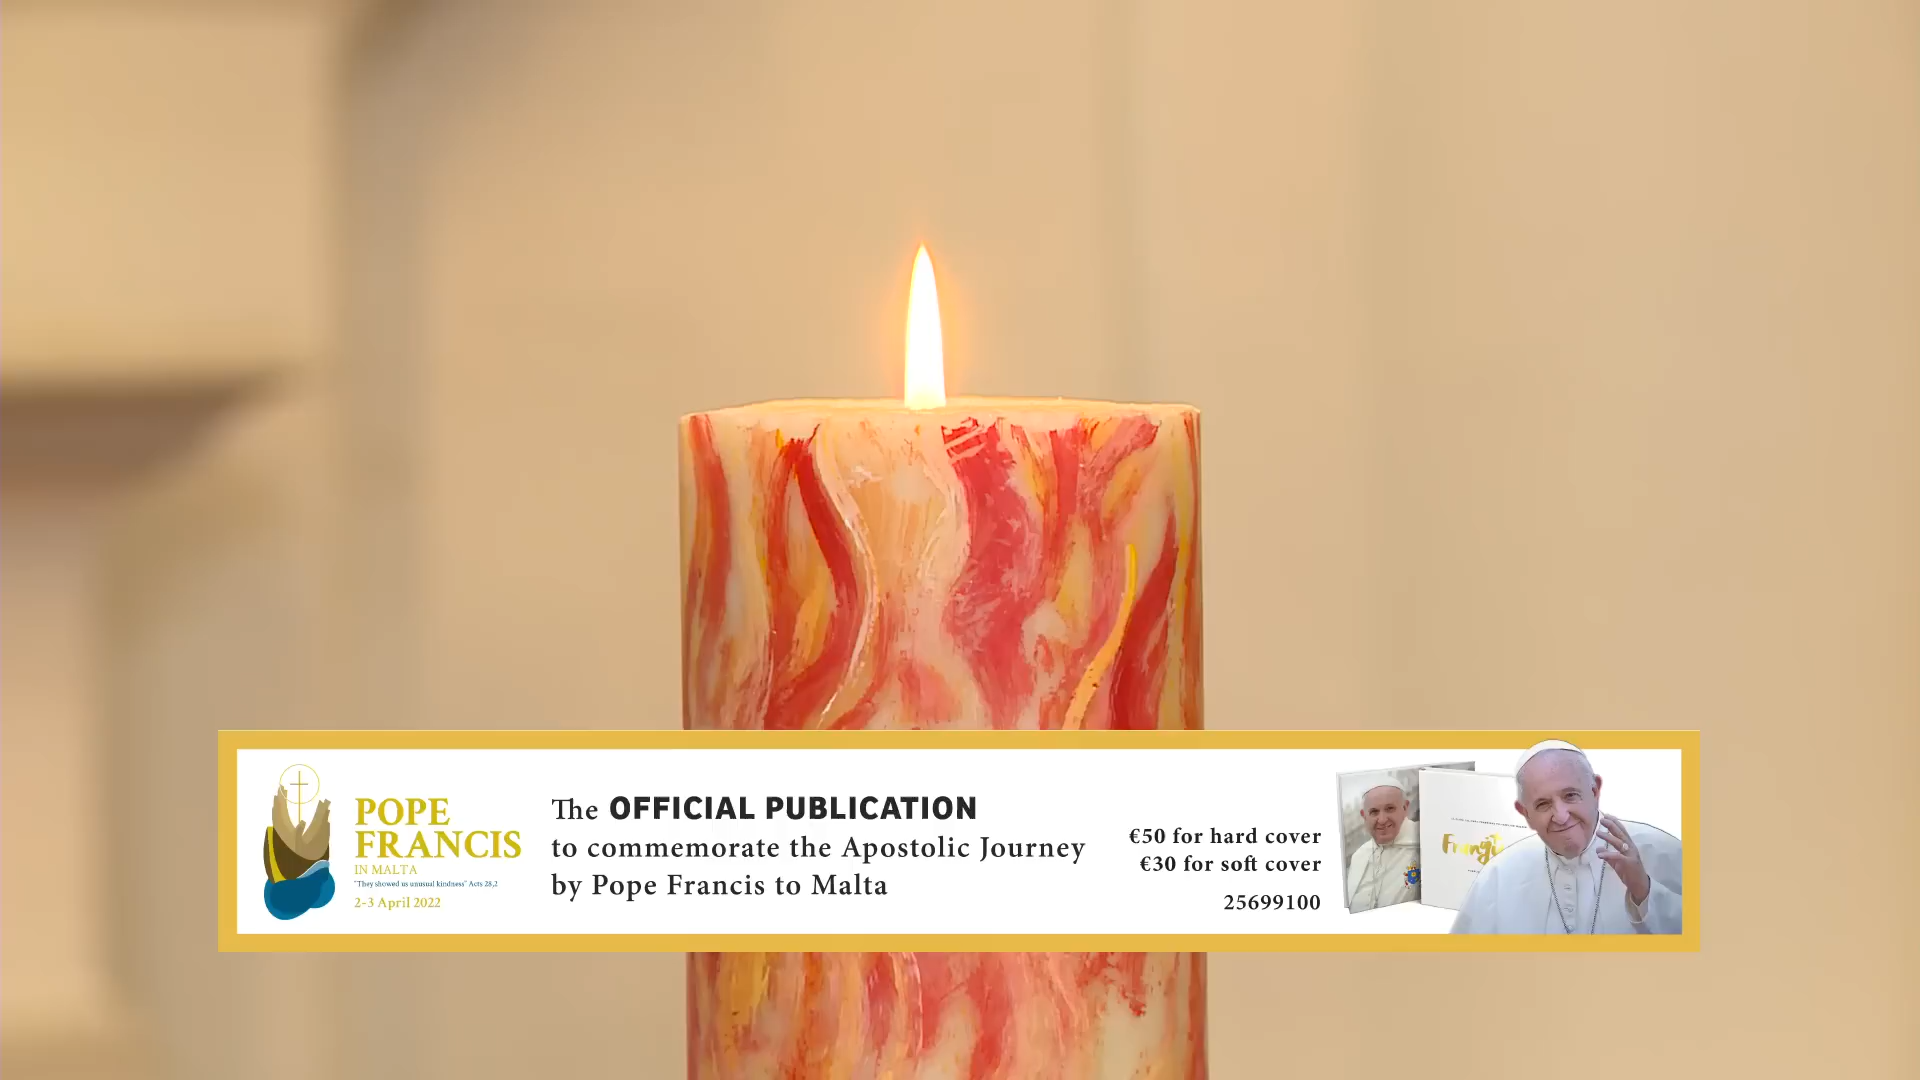 POPE
FRANCIS
IN MALTA
"They showed us unusual kindness" Acts 28,2
2-3 April 2022
The OFFICIAL PUBLICATION
to commemorate the Apostolic Journey
by Pope Francis to Malta
€50 for hard cover
€30 for soft cover
25699100